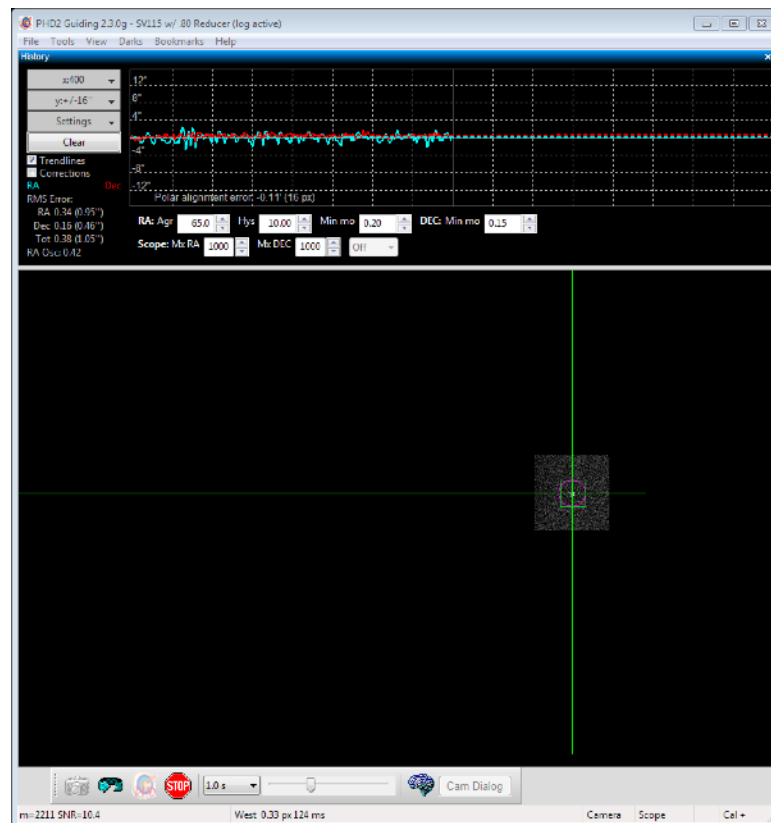 PHD2 Guiding 2.3.0g - SV115 w/ .80 Reducer (log active)
File Tools View Darks Bookmarks Help
History
x:400
y:+/-16"
Settings
Clear
Trendlines
Corrections
RA Dec
RMS Error:
RA 0.34 (0.95")
Dec 0.16 (0.46")
Tot 0.38 (1.05")
RA Osc: 0.42
12"
8"
4"
-4"
-8"
-12"
Polar alignment error: -0.11' (16 px)
RA: Agr 65.0 Hys 10.00 Min mo 0.20 DEC: Min mo 0.15
Scope: Mx RA 1000 Mx DEC 1000 Off
STOP 1.0 s Cam Dialog
m=2211 SNR=10.4 West 0.33 px 124 ms Camera Scope Cal +